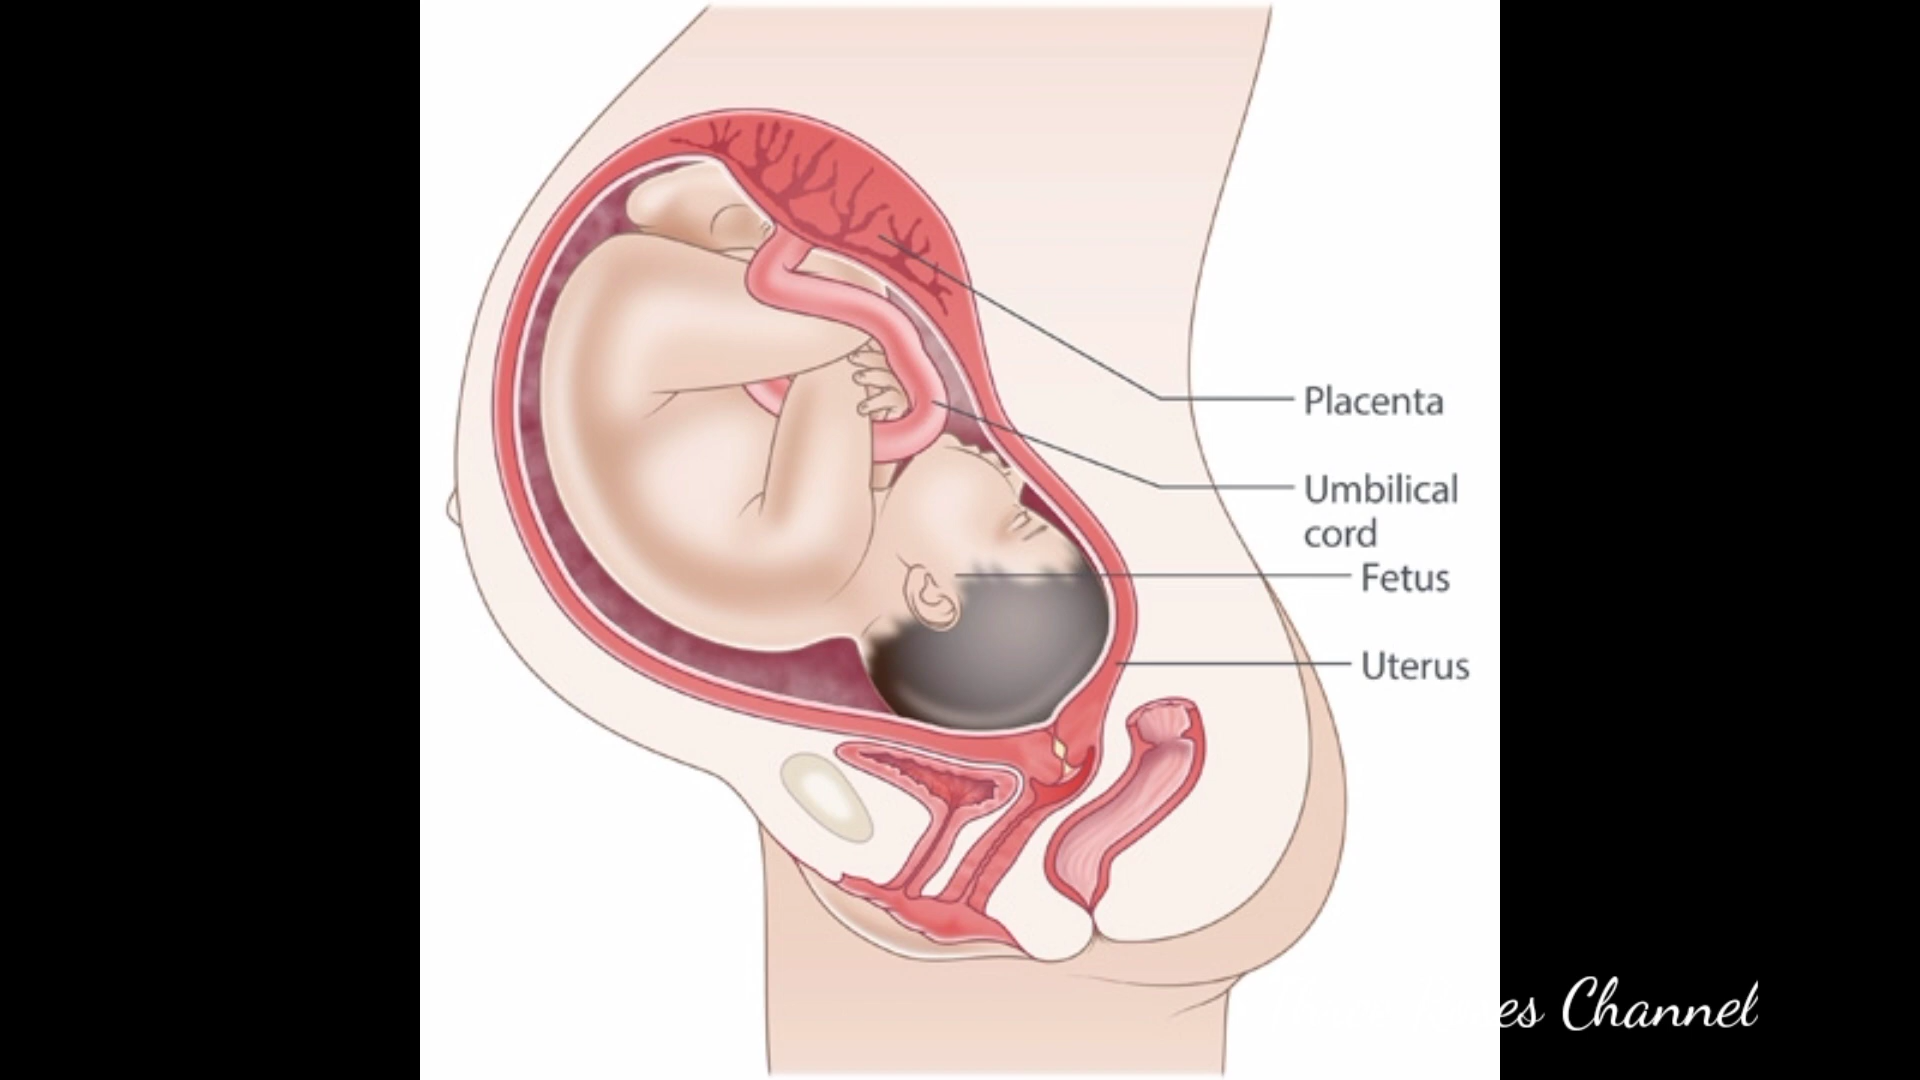 Placenta
Umbilical
cord
Fetus
Uterus
Channel